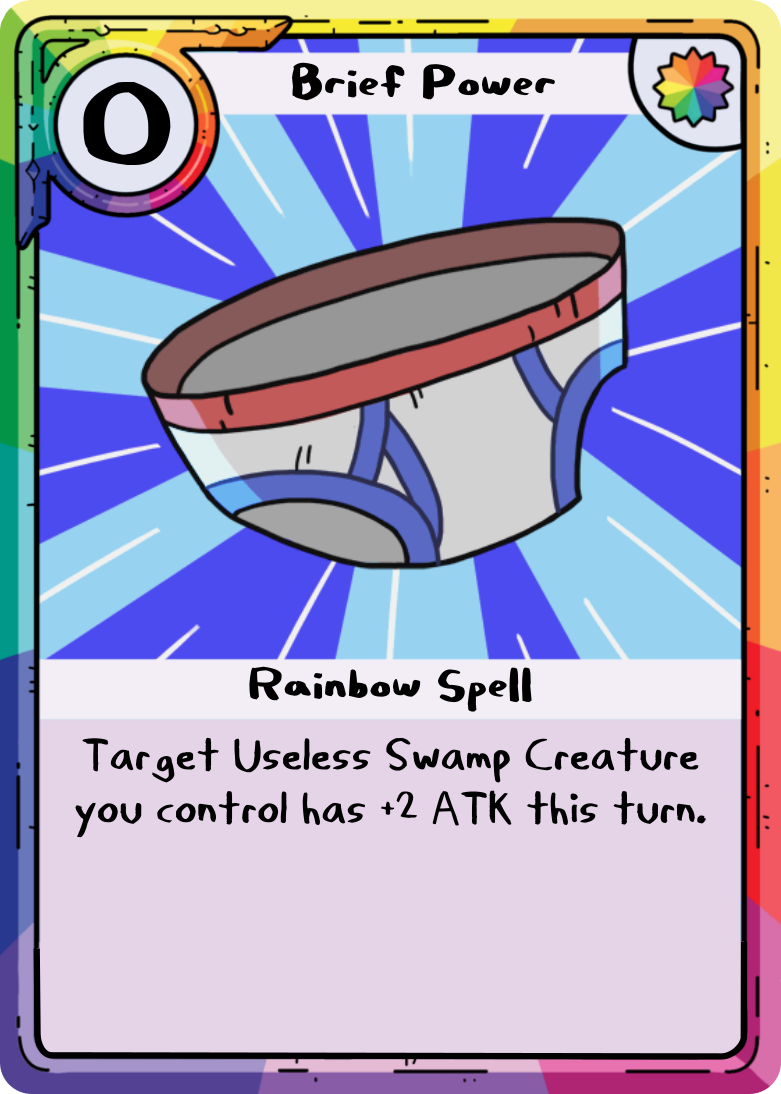 0
Brief Power
Rainbow Spell
Target Useless Swamp Creature
you control has +2 ATK this turn.